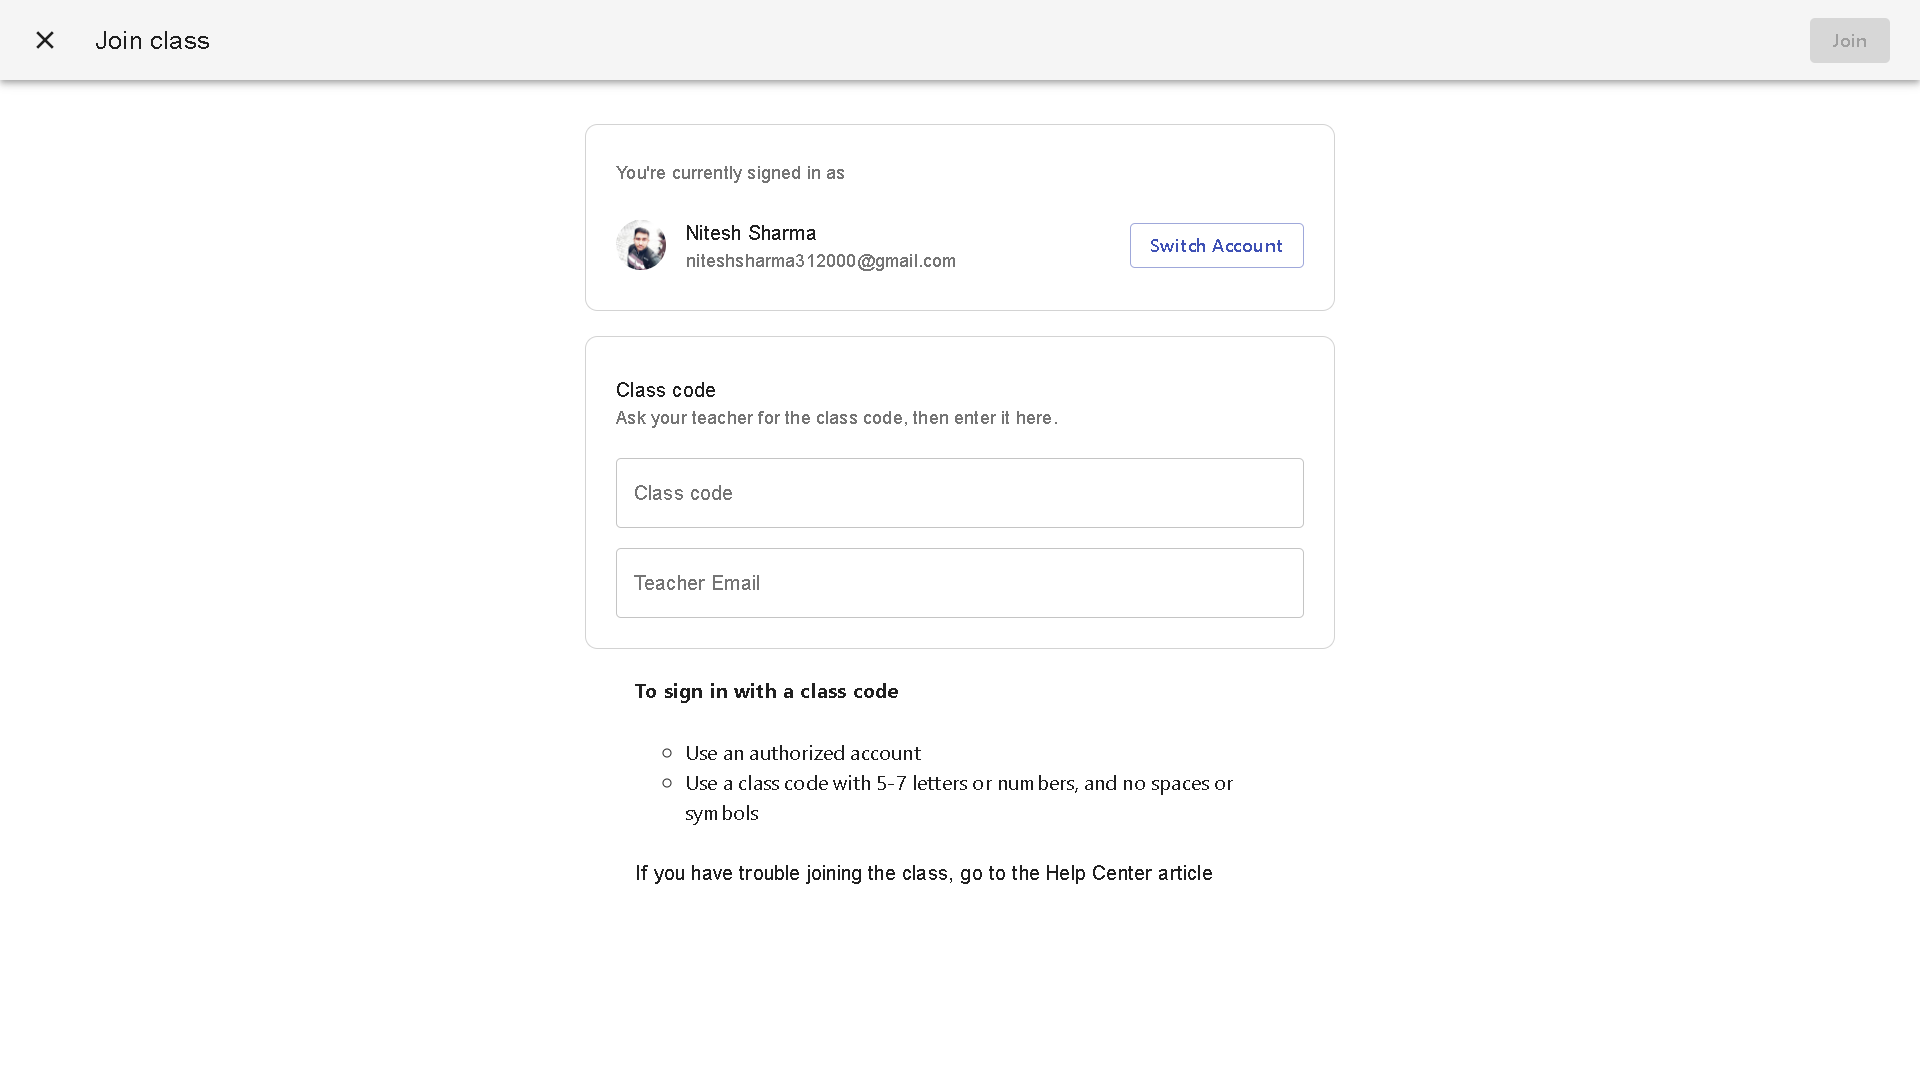 Join class
Join
You're currently signed in as
Nitesh Sharma
niteshsharma312000@gmail.com
Switch Account
Class code
Ask your teacher for the class code, then enter it here.
Class code
Teacher Email
To sign in with a class code
Use an authorized account
Use a class code with 5-7 letters or numbers, and no spaces or
symbols
If you have trouble joining the class, go to the Help Center article